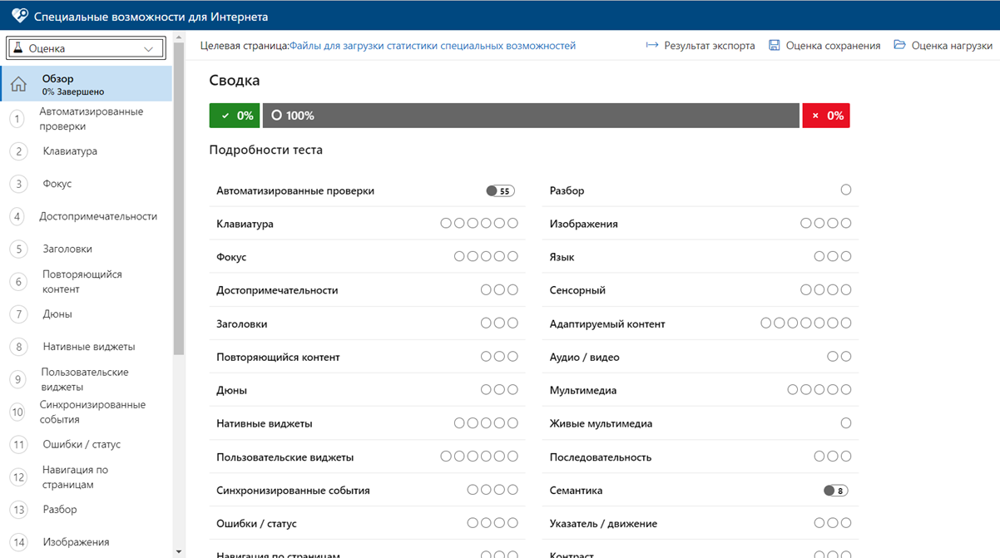 Специальные возможности для Интернета
Оценка
Целевая страница:Файлы для загрузки статистики специальных возможностей
Результат экспорта
Оценка сохранения
Оценка нагрузки
Обзор
0% Завершено
1 Автоматизированные
проверки
2 Клавиатура
3 Фокус
4 Достопримечательности
5 Заголовки
6 Повторяющийся
контент
7 Дюны
8 Нативные виджеты
9 Пользовательские
виджеты
10 Синхронизированные
события
11 Ошибки / статус
12 Навигация по
страницам
13 Разбор
14 Изображения
Сводка
0%
100%
0%
Подробности теста
Автоматизированные проверки 55
Клавиатура
Фокус
Достопримечательности
Заголовки
Повторяющийся контент
Дюны
Нативные виджеты
Пользовательские виджеты
Синхронизированные события
Ошибки / статус
Навигация по страницам
Разбор
Изображения
Язык
Сенсорный
Адаптируемый контент
Аудио / видео
Мультимедиа
Живые мультимедиа
Последовательность
Семантика 8
Указатель / движение
Контраст